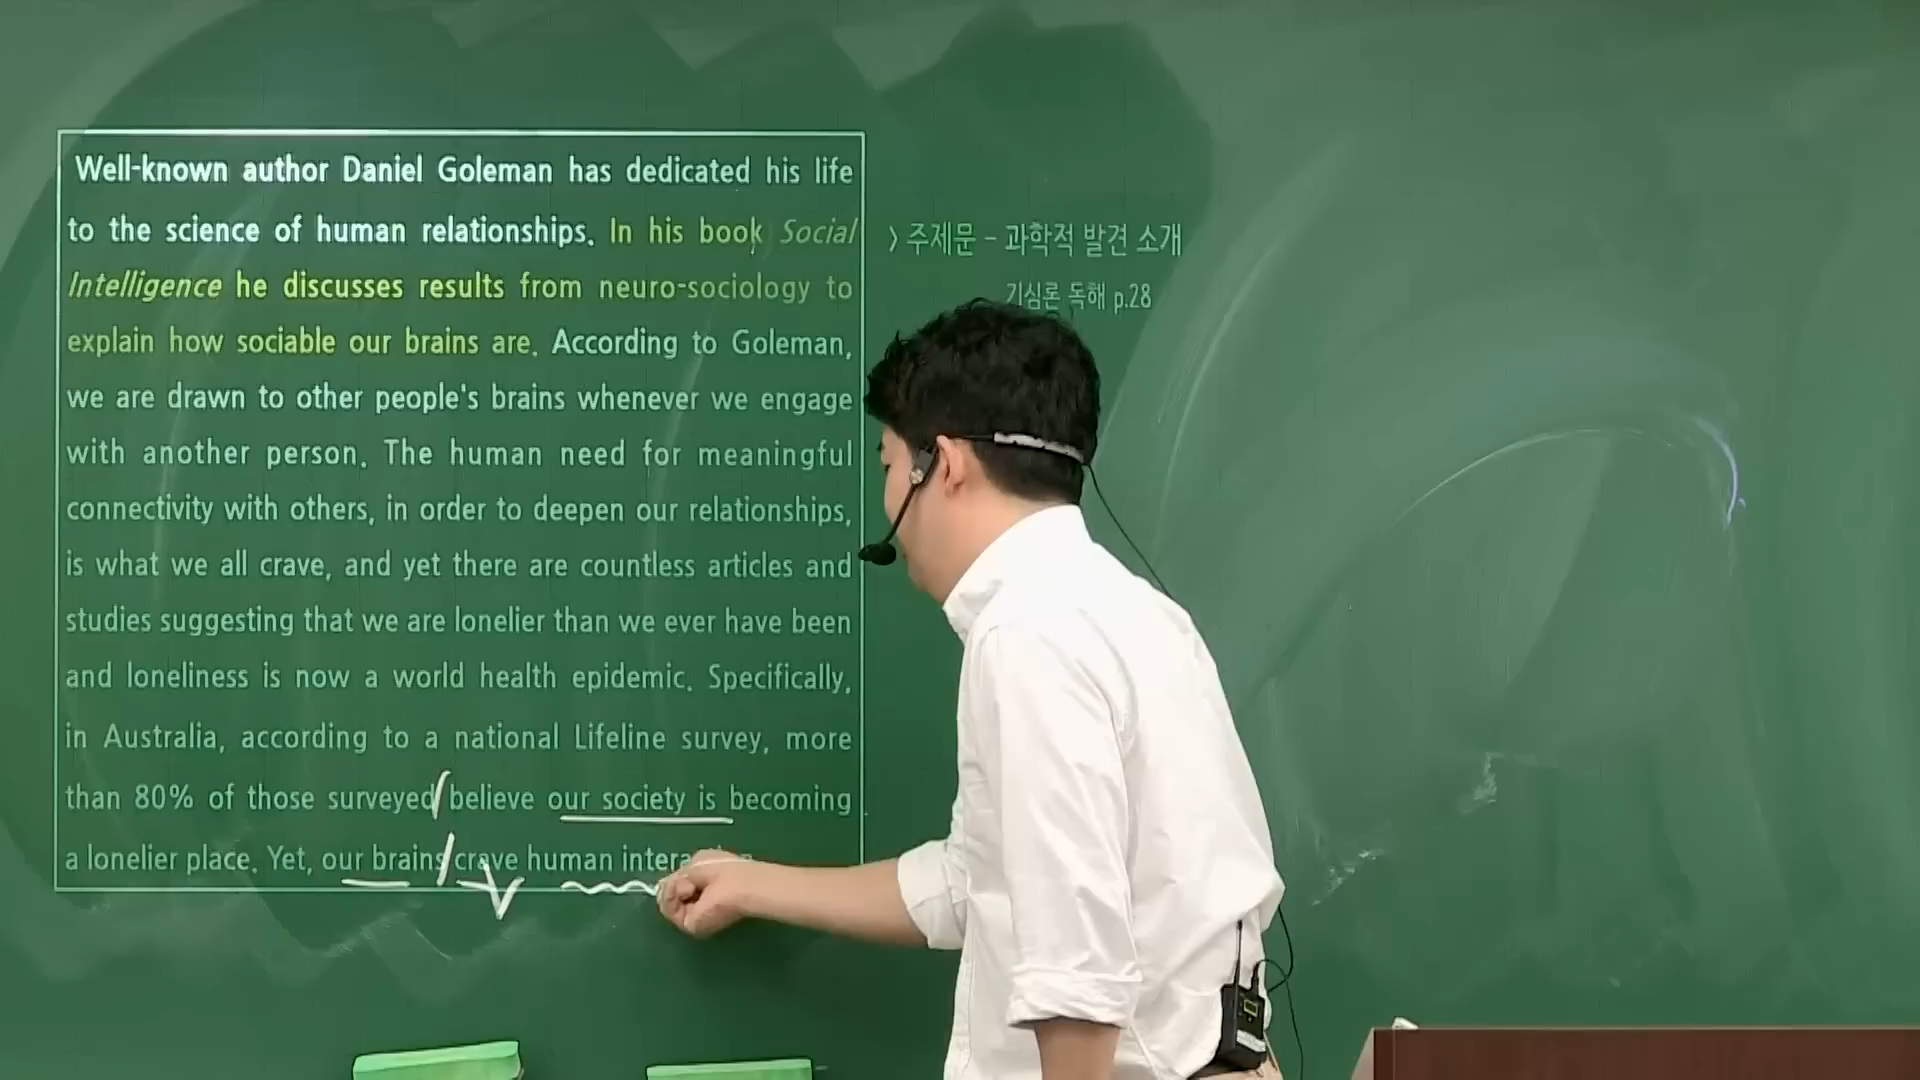 Well-known author Daniel Goleman has dedicated his life
to the science of human relationships. In his book Social
Intelligence he discusses results from neuro-sociology to
explain how sociable our brains are. According to Goleman,
we are drawn to other people's brains whenever we engage
with another person. The human need for meaningful
connectivity with others, in order to deepen our relationships,
is what we all crave, and yet there are countless articles and
studies suggesting that we are lonelier than we ever have been
and loneliness is now a world health epidemic. Specifically,
in Australia, according to a national Lifeline survey, more
than 80% of those surveyed believe our society is becoming
a lonelier place. Yet, our brains crave human
> 주제문 - 과학적 발견 소개
기심론 독해 p.28